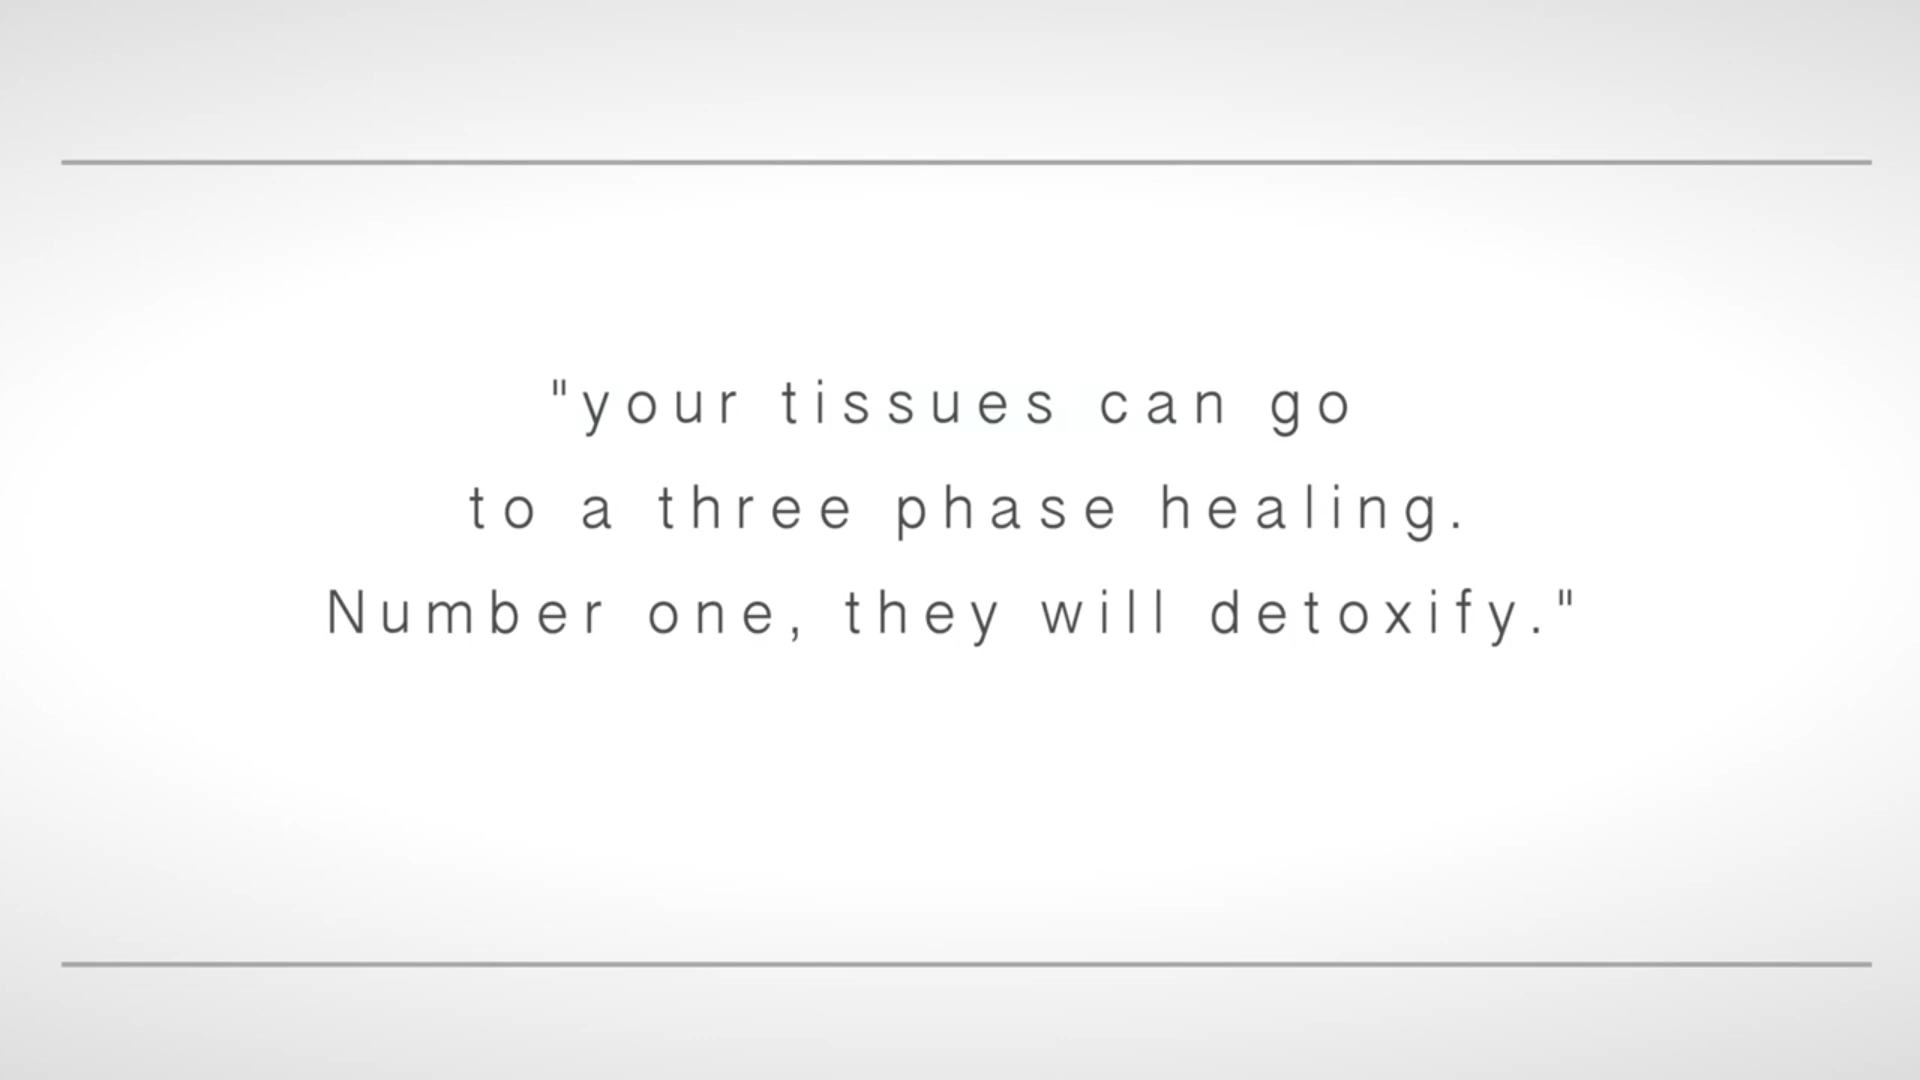 "your tissues can go
to a three phase healing.
Number one, they will detoxify."